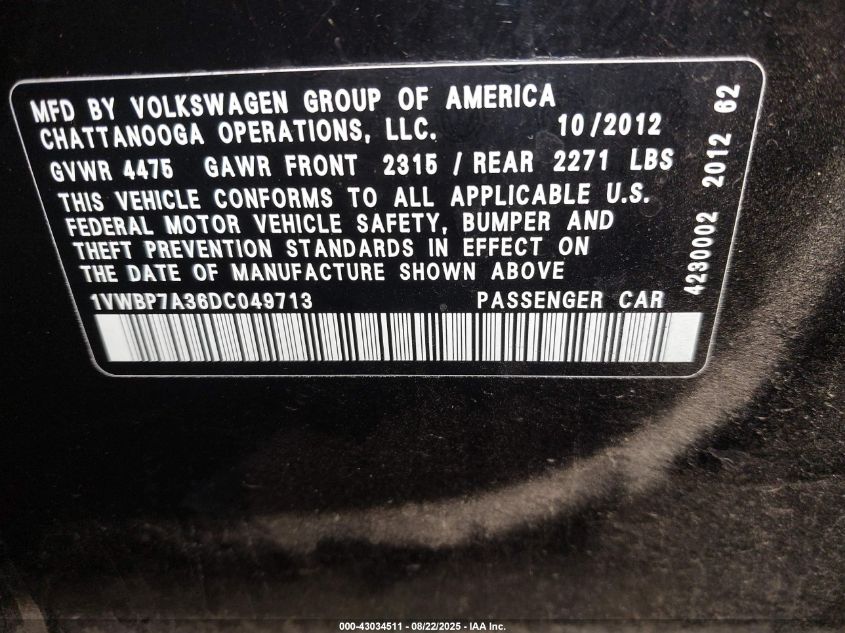 MFD BY VOLKSWAGEN GROUP OF AMERICA
CHATTANOOGA OPERATIONS, LLC. 10/2012
GVWR 4475 GAWR FRONT 2315 / REAR 2271 LBS
THIS VEHICLE CONFORMS TO ALL APPLICABLE U.S.
FEDERAL MOTOR VEHICLE SAFETY, BUMPER AND
THEFT PREVENTION STANDARDS IN EFFECT ON
THE DATE OF MANUFACTURE SHOWN ABOVE
1VWBP7A36DC049713 PASSENGER CAR
4230002 2012 62
000-43034511 - 08/22/2025 - IAA Inc.